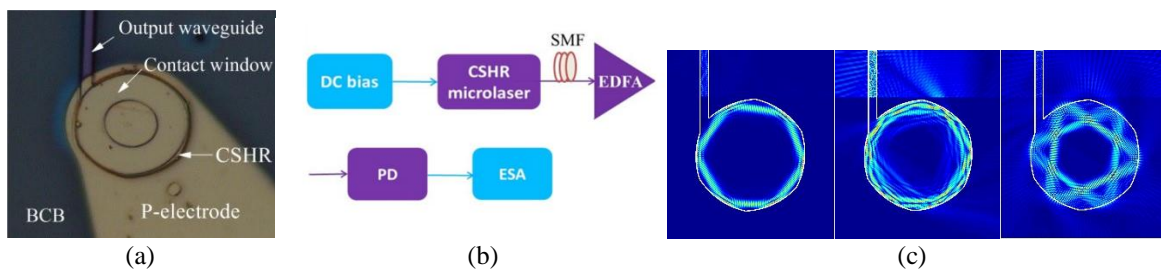 Output waveguide
Contact window
CSHR
BCB
P-electrode
(a)
DC bias
CSHR
microlaser
SMF
EDFA
PD
ESA
(b)
(c)